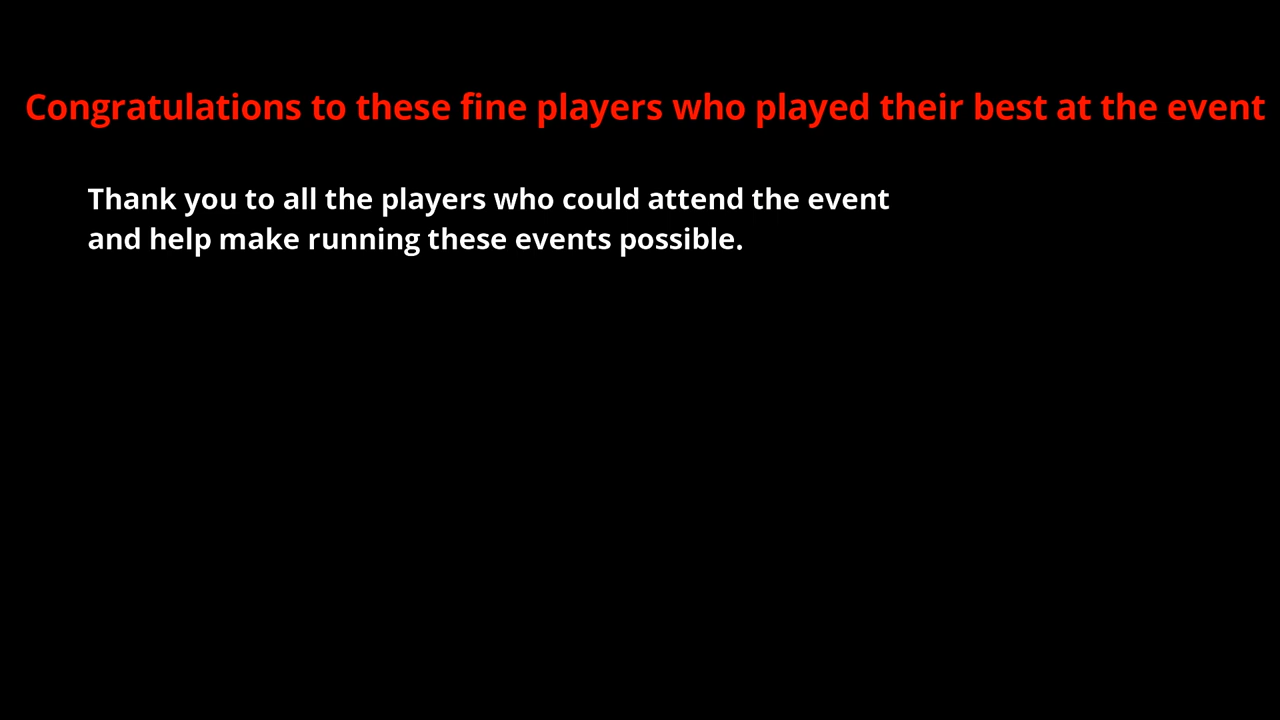 Congratulations to these fine players who played their best at the event
Thank you to all the players who could attend the event
and help make running these events possible.